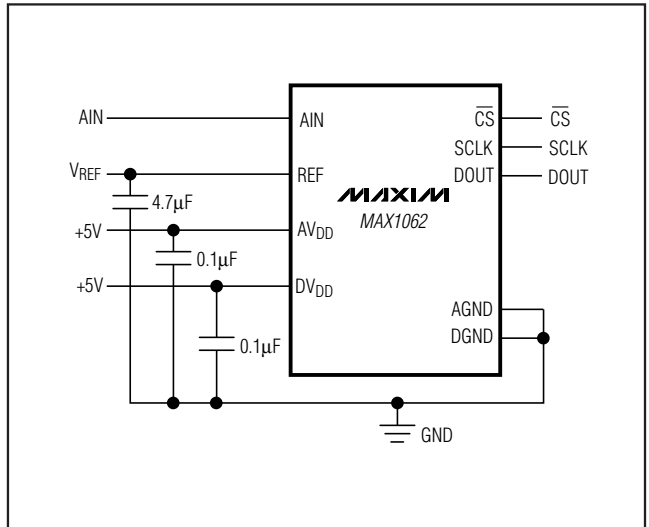 AIN
VREF
4.7µF
+5V
0.1µF
+5V
0.1µF
AIN
REF
AVDD
DVDD
MAXIM
MAX1062
CS
SCLK
DOUT
AGND
DGND
CS
SCLK
DOUT
GND